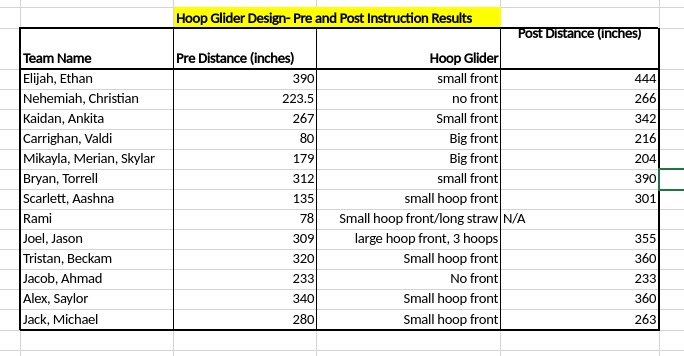 Hoop Glider Design- Pre and Post Instruction Results
Team Name Pre Distance (inches) Hoop Glider Post Distance (inches)
Elijah, Ethan 390 small front 444
Nehemiah, Christian 223.5 no front 266
Kaidan, Ankita 267 Small front 342
Carrighan, Valdi 80 Big front 216
Mikayla, Merian, Skylar 179 Big front 204
Bryan, Torrell 312 small front 390
Scarlett, Aashna 135 small hoop front 301
Rami 78 Small hoop front/long straw N/A
Joel, Jason 309 large hoop front, 3 hoops 355
Tristan, Beckam 320 Small hoop front 360
Jacob, Ahmad 233 No front 233
Alex, Saylor 340 Small hoop front 360
Jack, Michael 280 Small hoop front 263